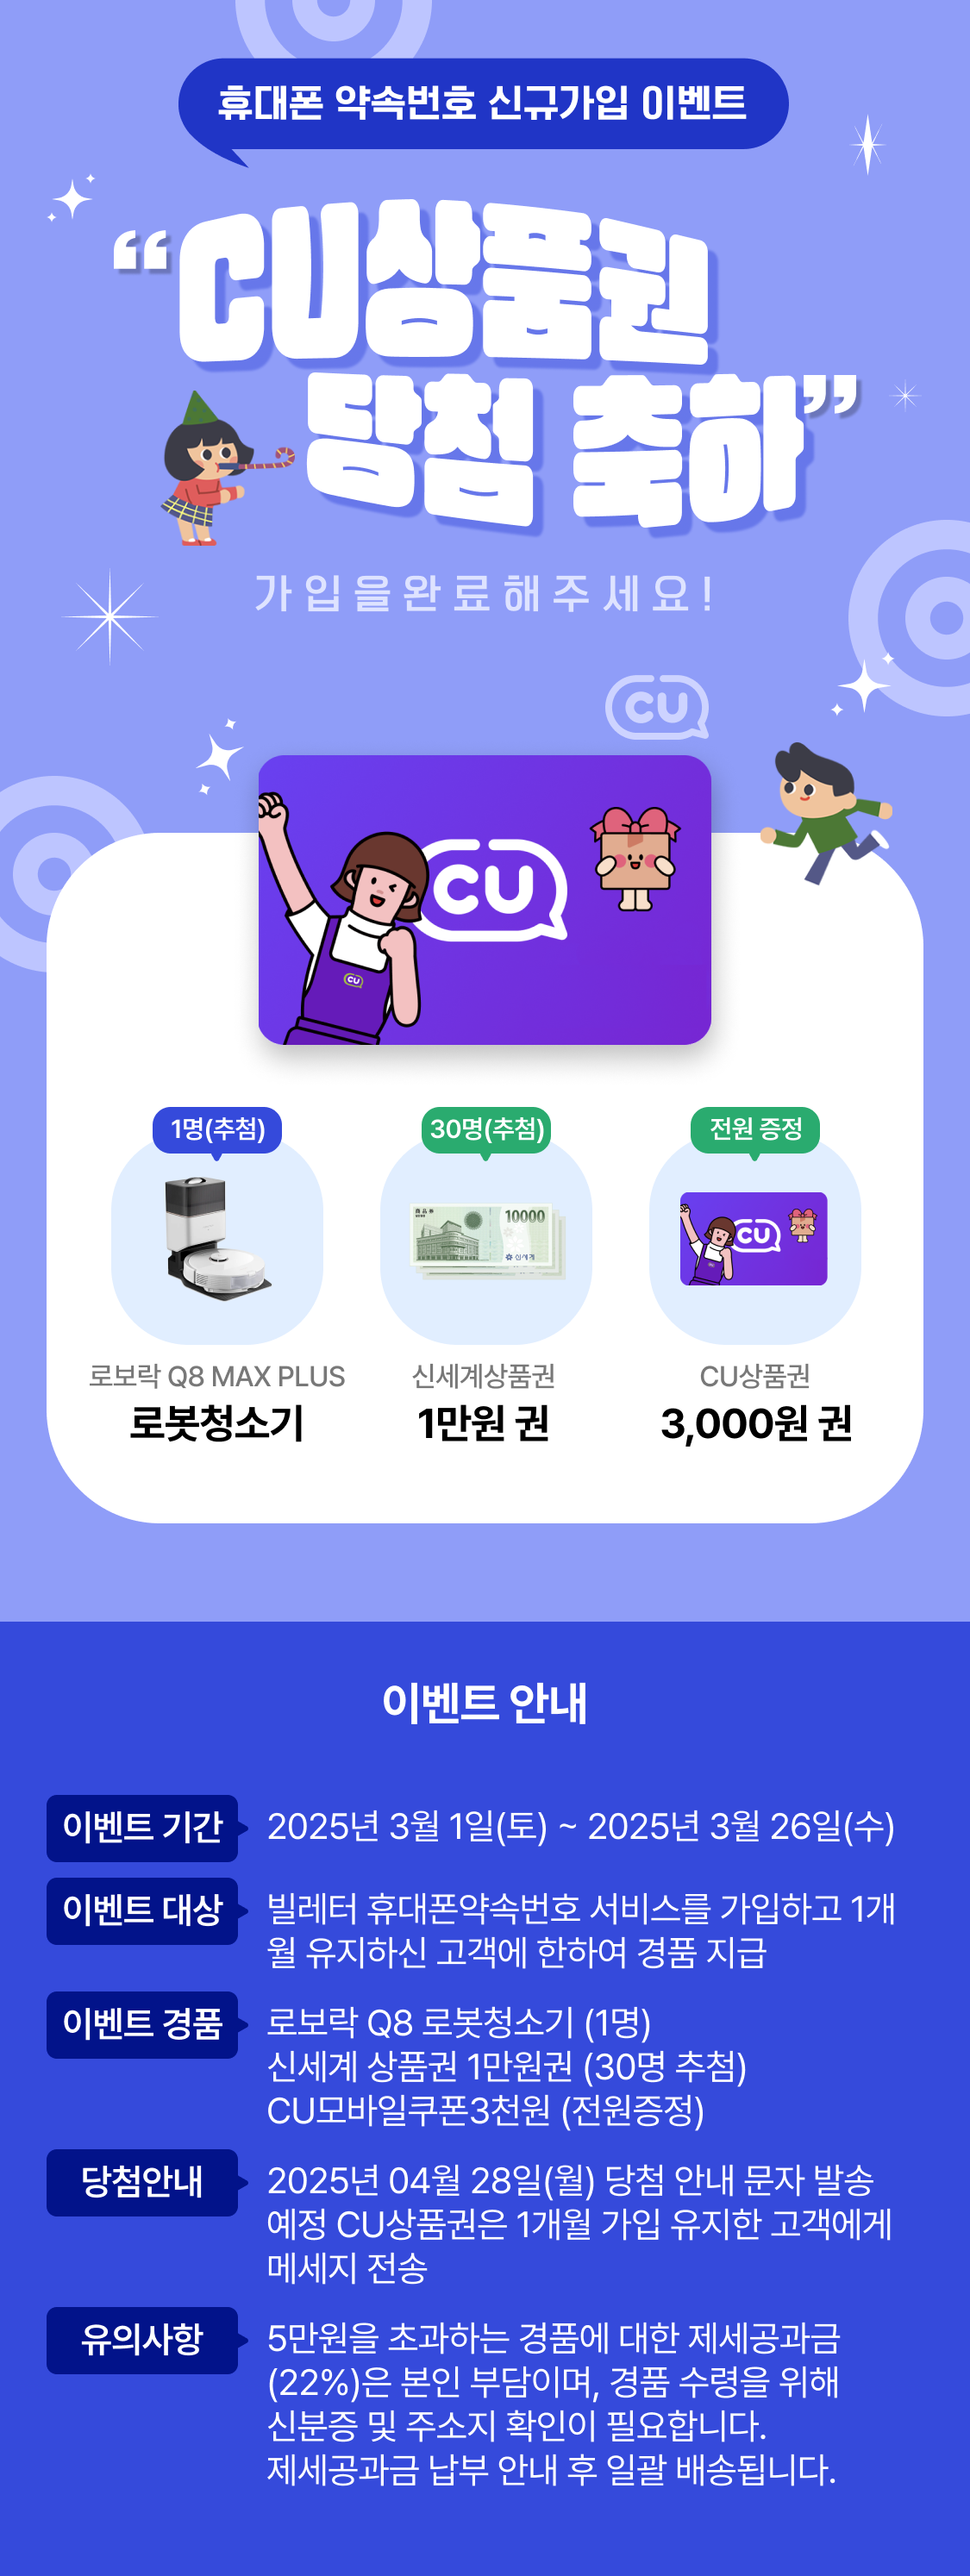 휴대폰 약속번호 신규가입 이벤트
“CU상품권
당첨 축하”
가입을완료해주세요!
CU
CU
CU
1명(추첨)
30명(추첨)
전원 증정
商品券
10000
신세계
CU
로보락 Q8 MAX PLUS
신세계상품권
CU상품권
로봇청소기
1만원 권
3,000원 권
이벤트 안내
이벤트 기간
2025년 3월 1일(토) ~ 2025년 3월 26일(수)
이벤트 대상
빌레터 휴대폰약속번호 서비스를 가입하고 1개
월 유지하신 고객에 한하여 경품 지급
이벤트 경품
로보락 Q8 로봇청소기 (1명)
신세계 상품권 1만원권 (30명 추첨)
CU모바일쿠폰3천원 (전원증정)
당첨안내
2025년 04월 28일(월) 당첨 안내 문자 발송
예정 CU상품권은 1개월 가입 유지한 고객에게
메세지 전송
유의사항
5만원을 초과하는 경품에 대한 제세공과금
(22%)은 본인 부담이며, 경품 수령을 위해
신분증 및 주소지 확인이 필요합니다.
제세공과금 납부 안내 후 일괄 배송됩니다.